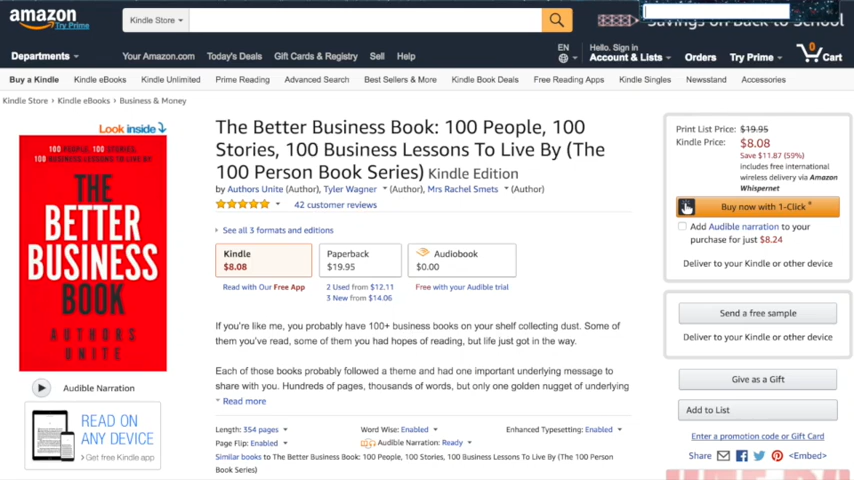 amazon
Try Prime
Kindle Store
Savings on Back to School
Departments
Your Amazon.com
Today's Deals
Gift Cards & Registry
Sell
Help
EN
Hello. Sign in
Account & Lists
Orders
Try Prime
0
Cart
Buy a Kindle
Kindle eBooks
Kindle Unlimited
Prime Reading
Advanced Search
Best Sellers & More
Kindle Book Deals
Free Reading Apps
Kindle Singles
Newsstand
Accessories
Kindle Store › Kindle eBooks › Business & Money
Look inside
100 PEOPLE, 100 STORIES,
100 BUSINESS LESSONS TO LIVE BY
THE
BETTER
BUSINESS
BOOK
AUTHORS
UNITE
Audible Narration
READ ON
ANY DEVICE
› Get free Kindle app
The Better Business Book: 100 People, 100
Stories, 100 Business Lessons To Live By (The
100 Person Book Series) Kindle Edition
by Authors Unite (Author), Tyler Wagner (Author), Mrs Rachel Smets (Author)
42 customer reviews
See all 3 formats and editions
Kindle
$8.08
Paperback
$19.95
Audiobook
$0.00
Read with Our Free App
2 Used from $12.11
3 New from $14.06
Free with your Audible trial
If you're like me, you probably have 100+ business books on your shelf collecting dust. Some of
them you've read, some of them you had hopes of reading, but life just got in the way.
Each of those books probably followed a theme and had one important underlying message to
share with you. Hundreds of pages, thousands of words, but only one golden nugget of underlying
Read more
Length: 354 pages
Word Wise: Enabled
Enhanced Typesetting: Enabled
Page Flip: Enabled
Audible Narration: Ready
Similar books to The Better Business Book: 100 People, 100 Stories, 100 Business Lessons To Live By (The 100 Person
Book Series)
Print List Price: $19.95
Kindle Price: $8.08
Save $11.87 (59%)
includes free international
wireless delivery via Amazon
Whispernet
Buy now with 1-Click *
Add Audible narration to your
purchase for just $8.24
Deliver to your Kindle or other device
Send a free sample
Deliver to your Kindle or other device
Give as a Gift
Add to List
Enter a promotion code or Gift Card
Share
<Embed>